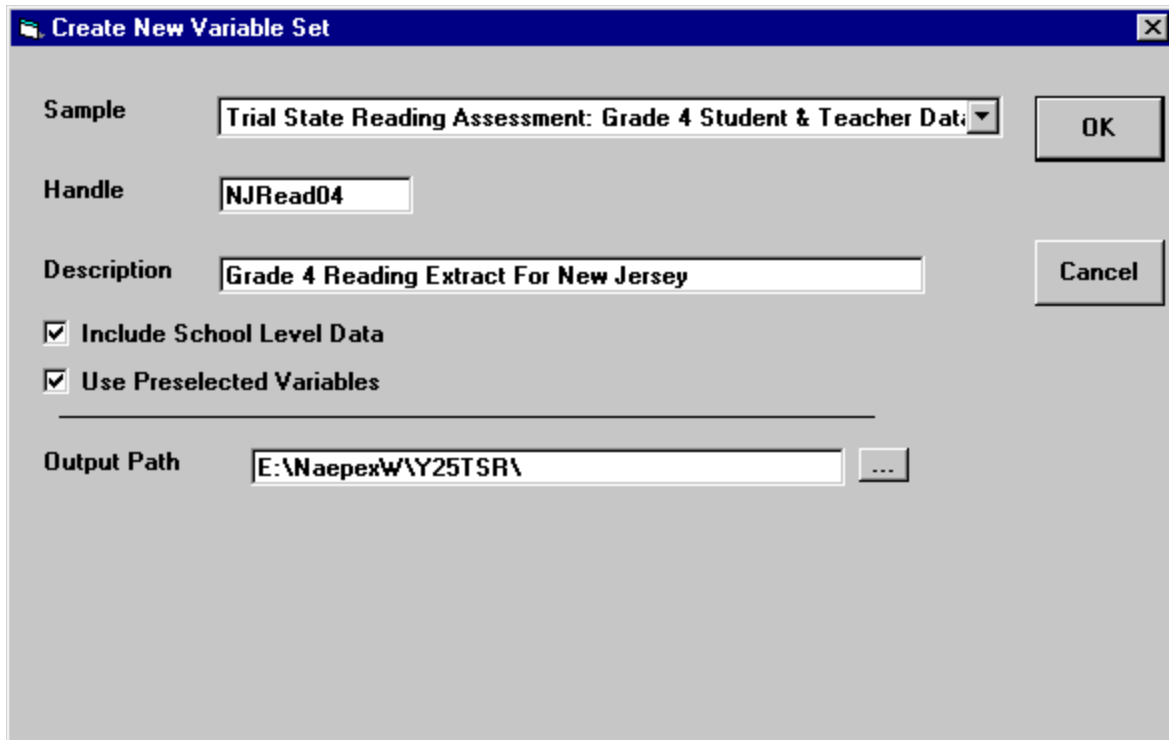 Create New Variable Set
Sample
Trial State Reading Assessment: Grade 4 Student & Teacher Data
OK
Handle
NJRead04
Description
Grade 4 Reading Extract For New Jersey
Cancel
Include School Level Data
Use Preselected Variables
Output Path
E:\NaepexW\Y25TSR\
...